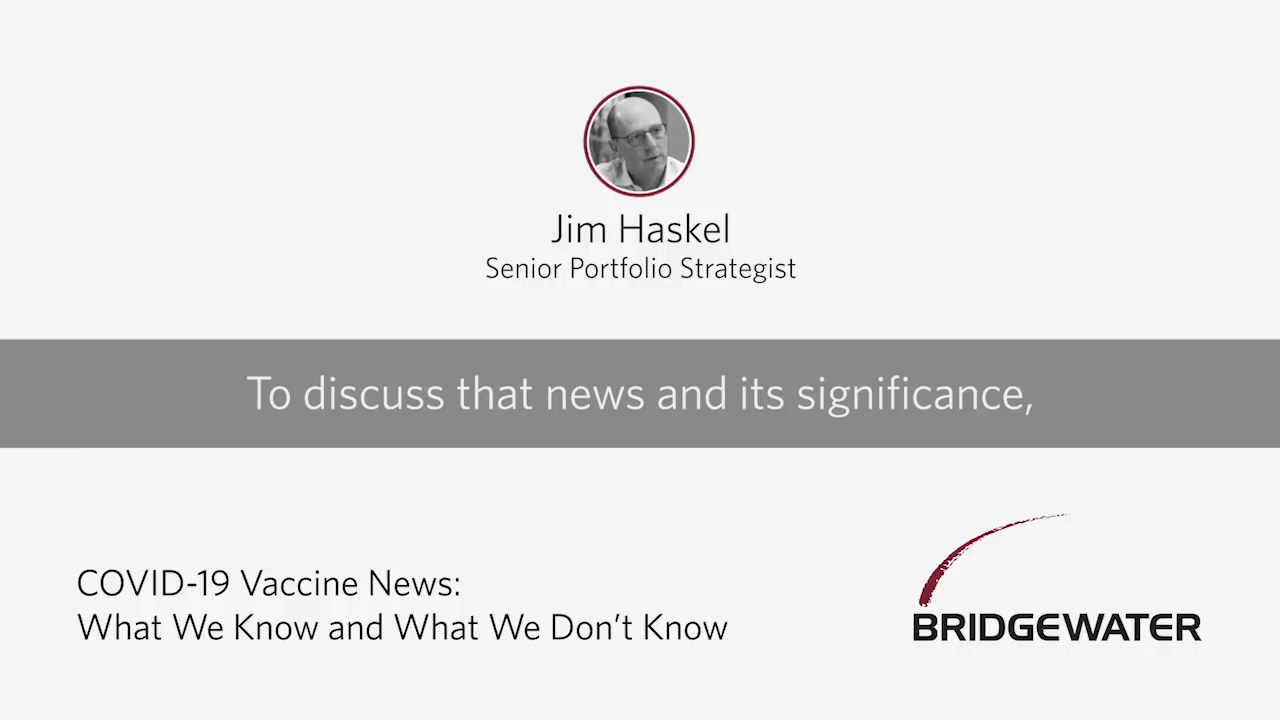 Jim Haskel
Senior Portfolio Strategist
To discuss that news and its significance,
COVID-19 Vaccine News:
What We Know and What We Don’t Know
BRIDGEWATER